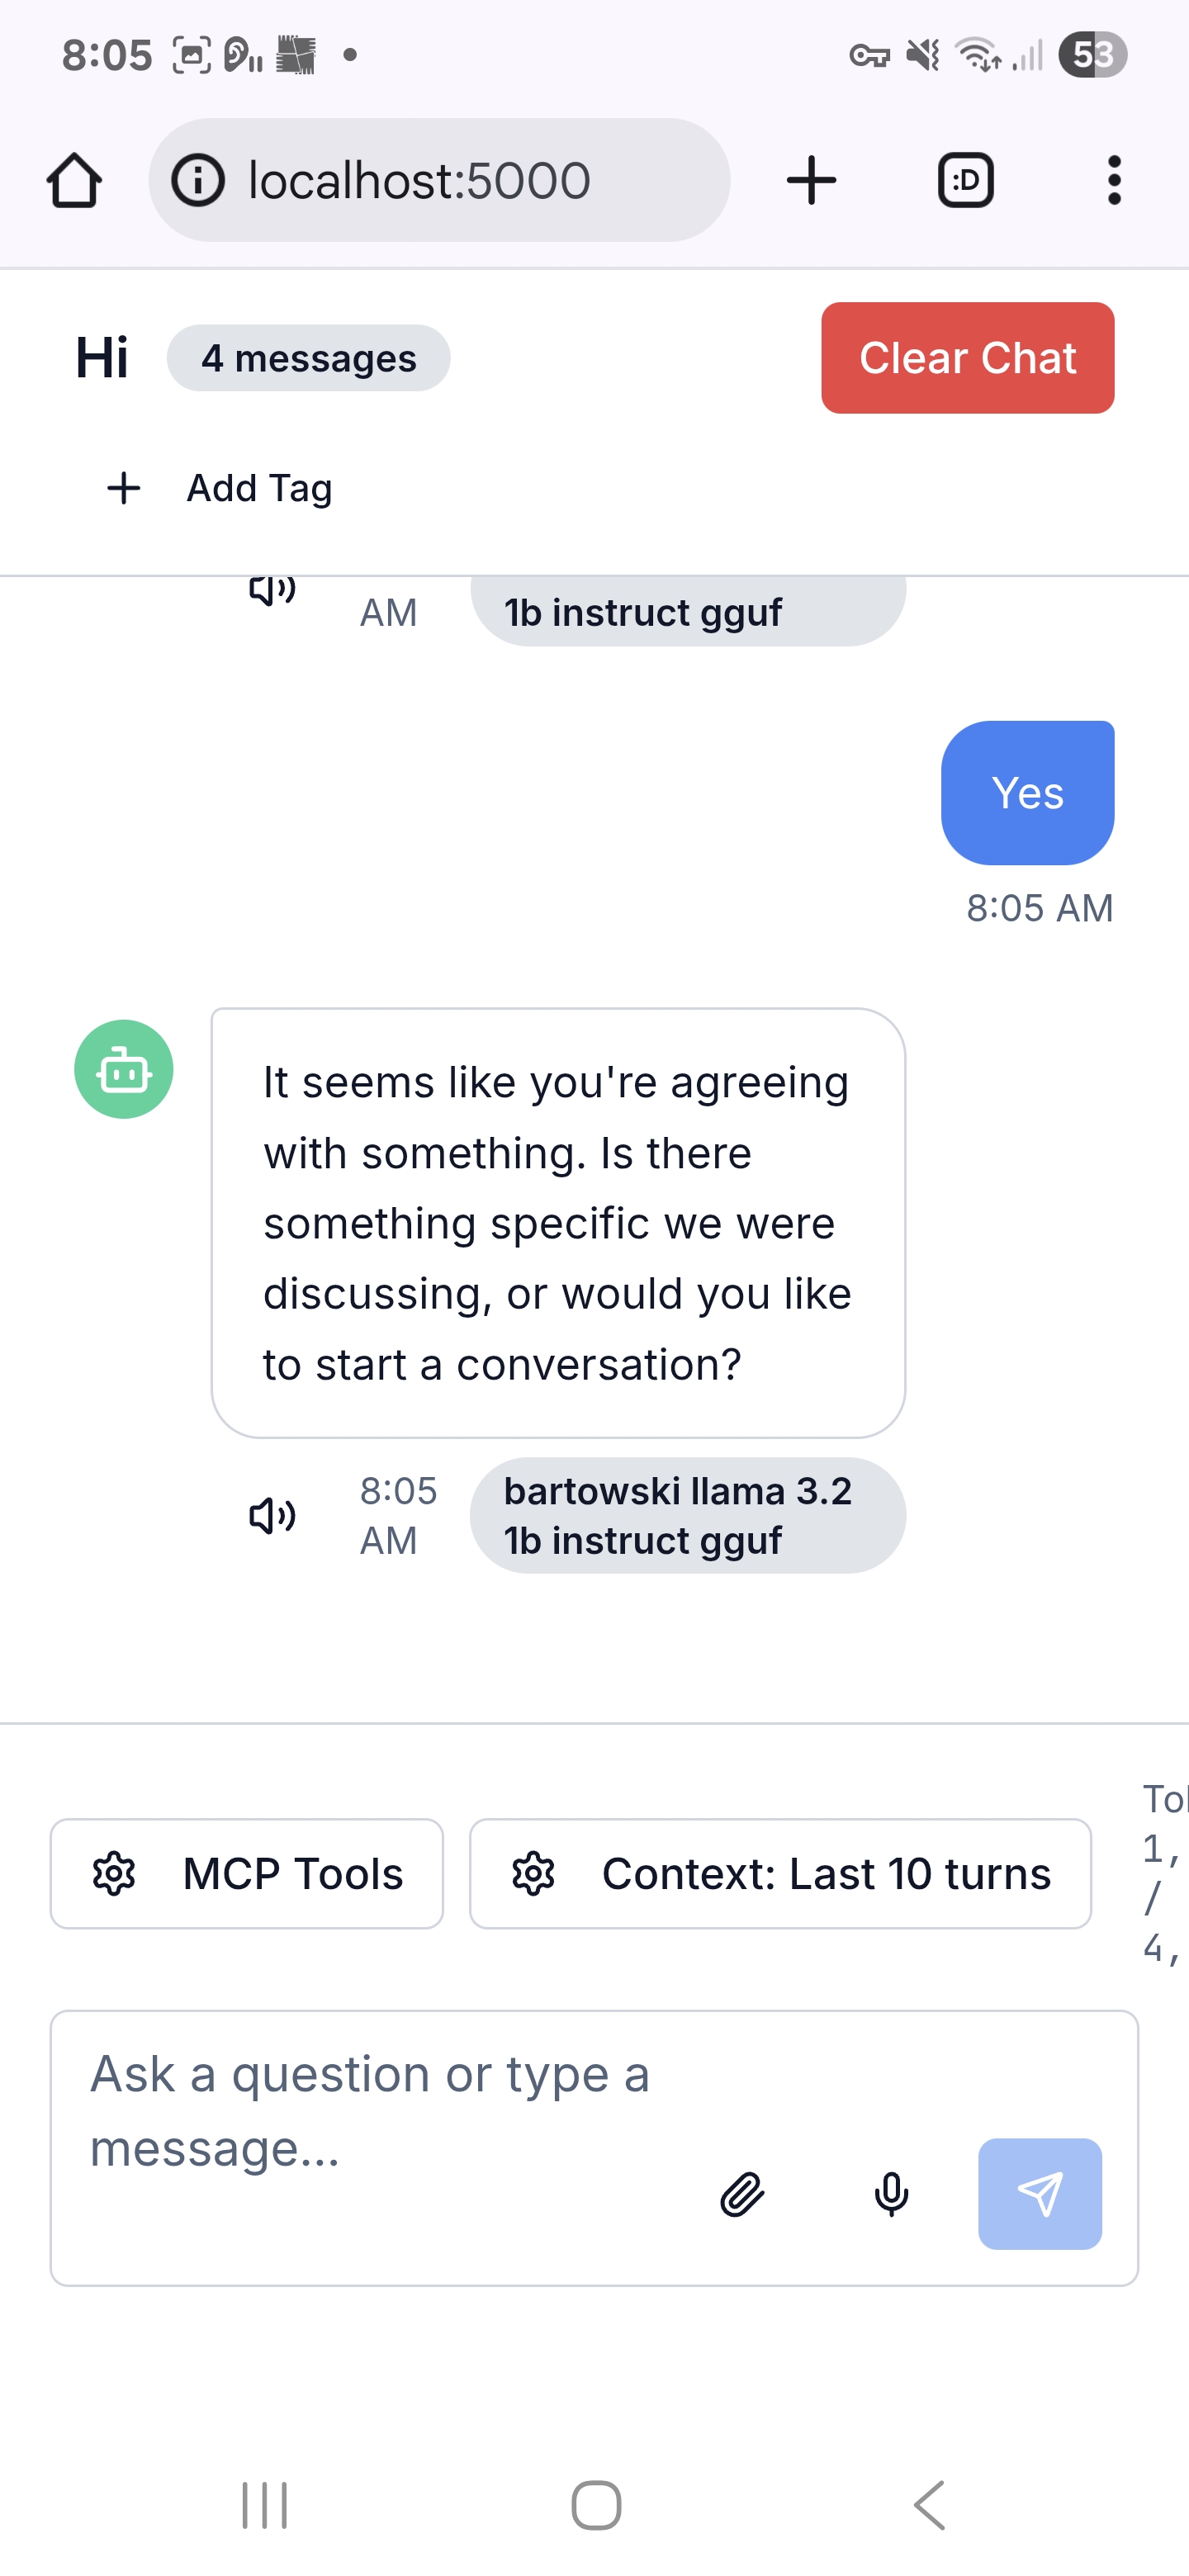 8:05
53
localhost:5000
:D
Hi
4 messages
Clear Chat
Add Tag
AM
1b instruct gguf
Yes
8:05 AM
It seems like you're agreeing
with something. Is there
something specific we were
discussing, or would you like
to start a conversation?
8:05
AM
bartowski llama 3.2
1b instruct gguf
MCP Tools
Context: Last 10 turns
1,
/
4,
Ask a question or type a
message...